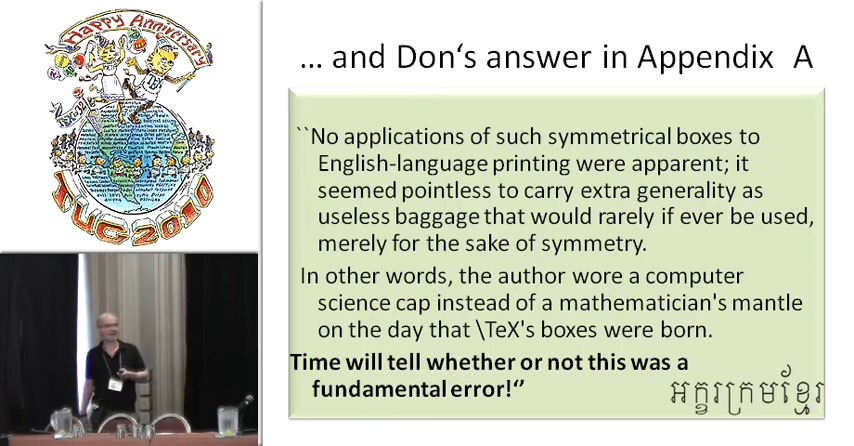 Happy Anniversary
TUG 2010
... and Don‘s answer in Appendix A
``No applications of such symmetrical boxes to
English-language printing were apparent; it
seemed pointless to carry extra generality as
useless baggage that would rarely if ever be used,
merely for the sake of symmetry.
In other words, the author wore a computer
science cap instead of a mathematician's mantle
on the day that \TeX's boxes were born.
Time will tell whether or not this was a
fundamental error!‘’
អក្ខរក្រមខ្មែរ